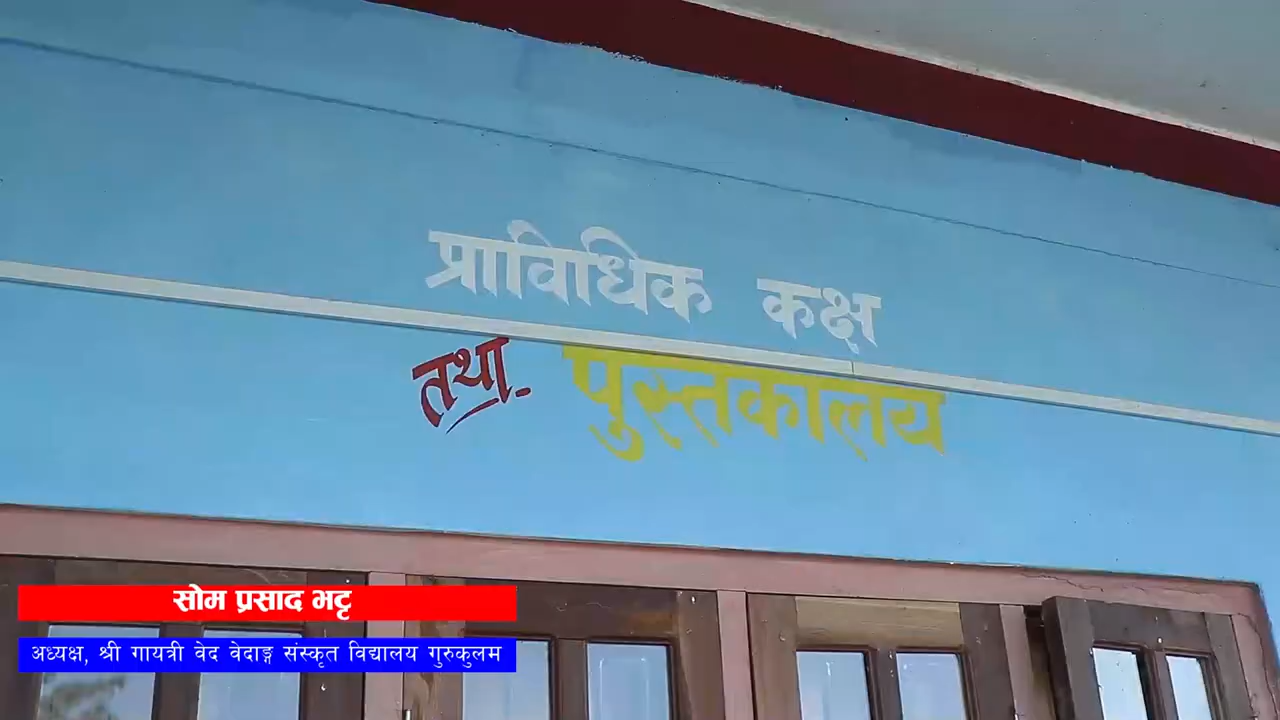 प्राविधिक कक्ष
तथा पुस्तकालय
सोम प्रसाद भट्ट
अध्यक्ष, श्री गायत्री वेद वेदाङ्ग संस्कृत विद्यालय गुरुकुलम